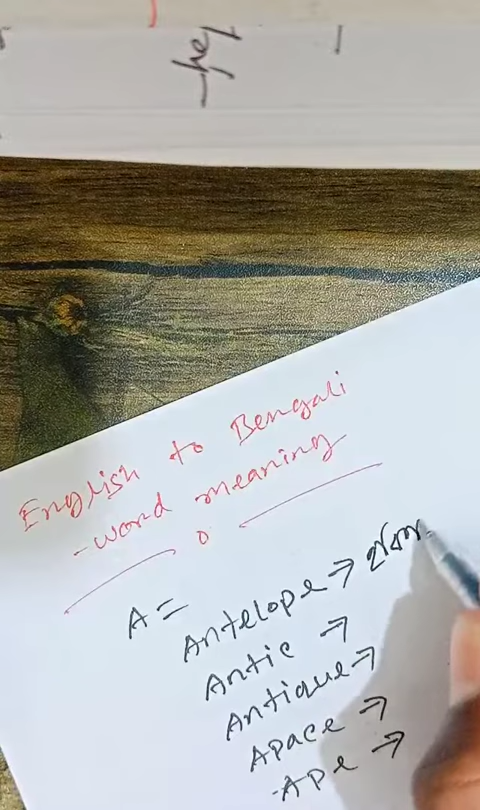 English to Bengali
-word meaning
A=
Antelope →
Antic →
Antique →
Apace →
Ape →